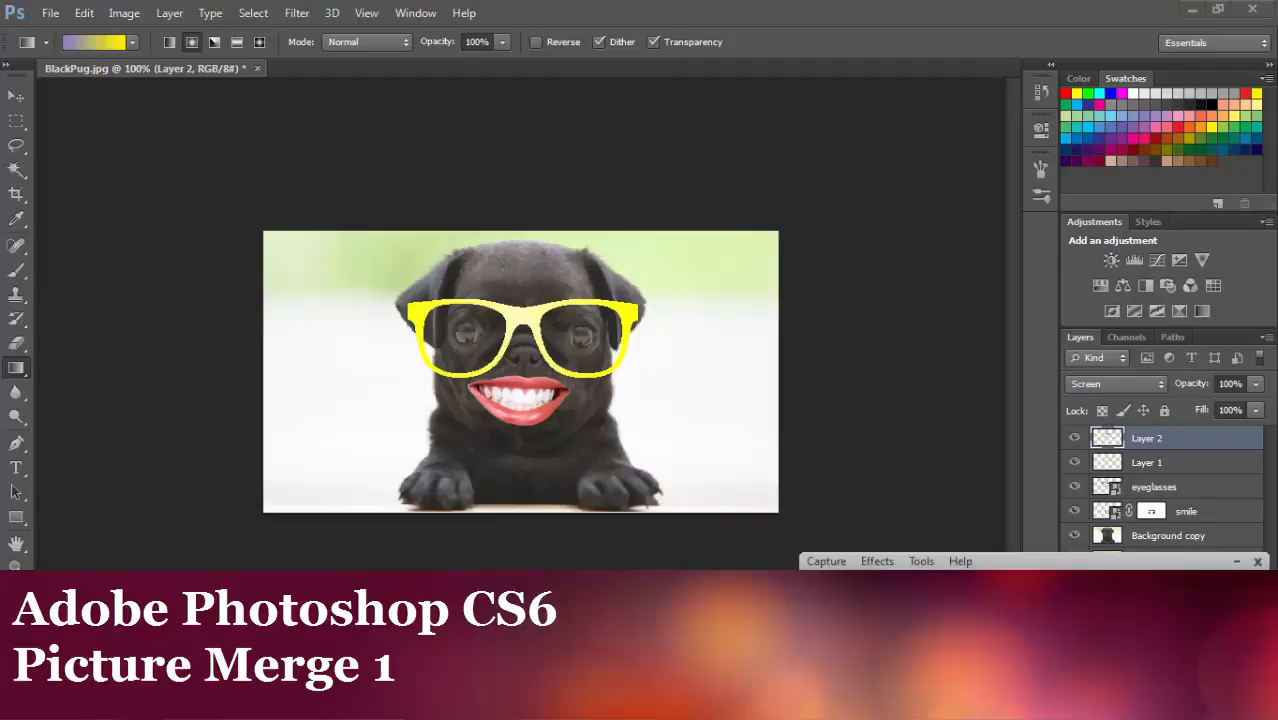 Ps File Edit Image Layer Type Select Filter 3D View Window Help
Mode: Normal Opacity: 100% Reverse Dither Transparency Essentials
BlackPug.jpg @ 100% (Layer 2, RGB/8#) * ×
Color Swatches
Adjustments Styles
Add an adjustment
Layers Channels Paths
Kind
Screen Opacity: 100%
Lock: Fill: 100%
Layer 2
Layer 1
eyeglasses
smile
Background copy
Capture Effects Tools Help
Adobe Photoshop CS6
Picture Merge 1